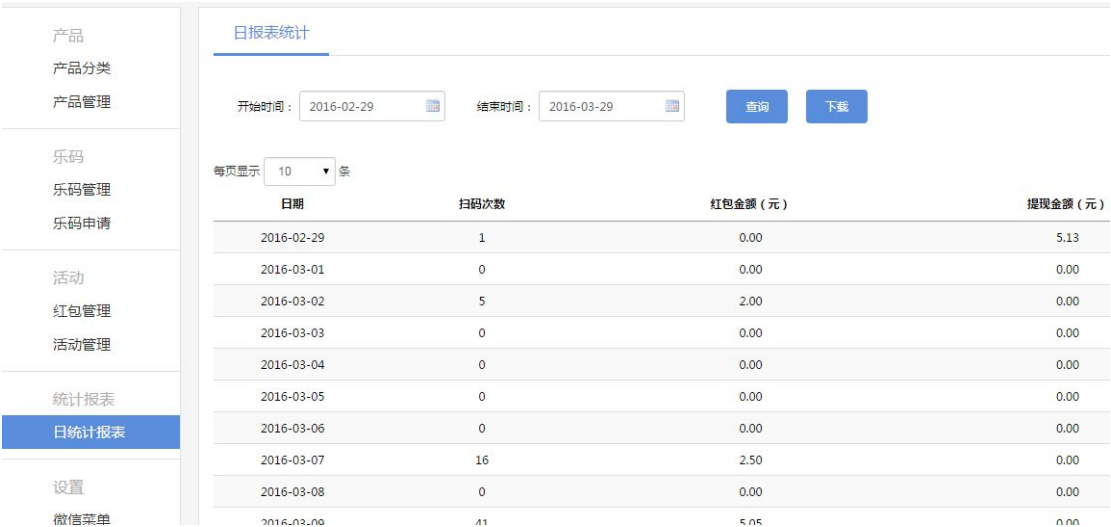 产品
产品分类
产品管理
乐码
乐码管理
乐码申请
活动
红包管理
活动管理
统计报表
日统计报表
设置
微信菜单
日报表统计
开始时间： 2016-02-29 结束时间： 2016-03-29 查询 下载
每页显示 10 条
日期 扫码次数 红包金额（元） 提现金额（元）
2016-02-29 1 0.00 5.13
2016-03-01 0 0.00 0.00
2016-03-02 5 2.00 0.00
2016-03-03 0 0.00 0.00
2016-03-04 0 0.00 0.00
2016-03-05 0 0.00 0.00
2016-03-06 0 0.00 0.00
2016-03-07 16 2.50 0.00
2016-03-08 0 0.00 0.00
2016-03-09 41 5.05 0.00